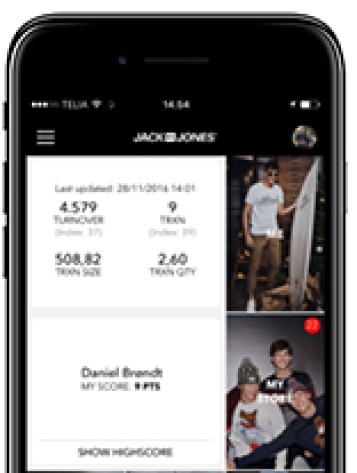 TELIA 14.54
JACK JONES
Last updated: 28/11/2016 14:01
4.579 9
TURNOVER TRXN
(Index: 37) (Index: 39)
508,82 2,60
TRXN SIZE TRXN QTY
ME
22
Daniel Brøndt
MY SCORE: 9 PTS
MY
STORE
SHOW HIGHSCORE